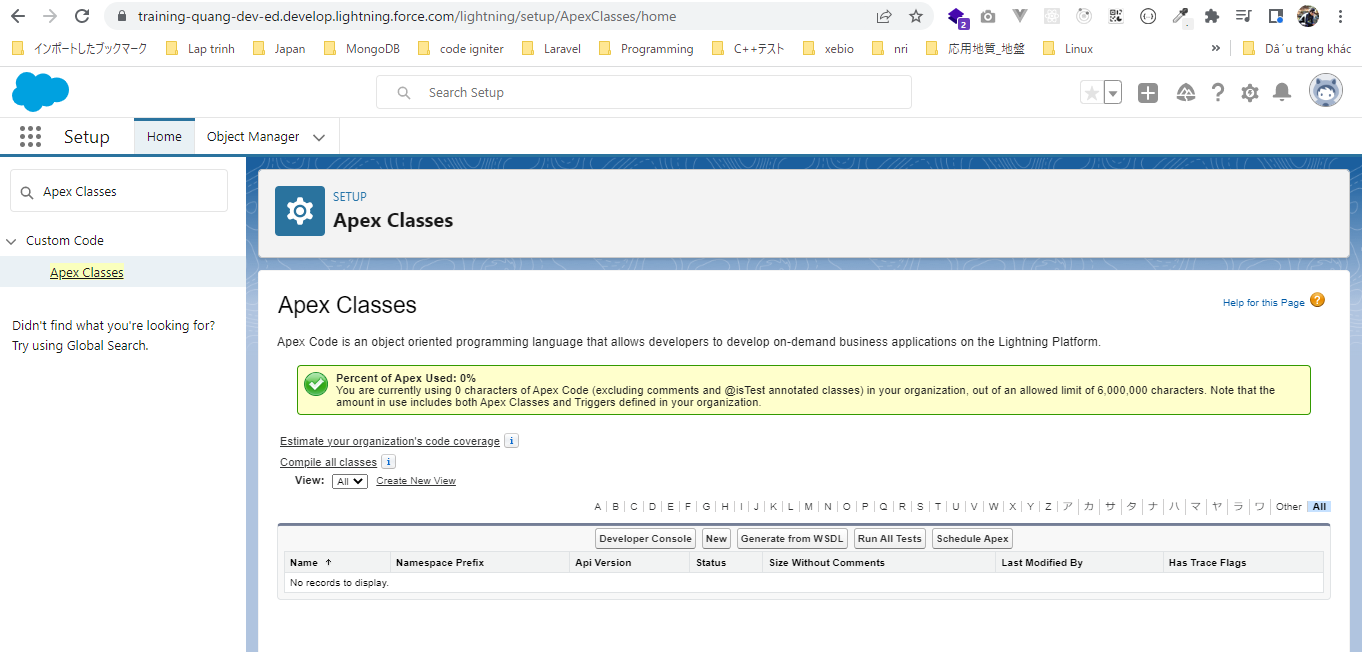 training-quang-dev-ed.develop.lightning.force.com/lightning/setup/ApexClasses/home
2
インポートしたブックマーク Lap trinh Japan MongoDB code igniter Laravel Programming C++テスト xebio nri 応用地質_地盤 Linux » Dấu trang khác
Search Setup
Setup Home Object Manager
Apex Classes
Custom Code
Apex Classes
Didn't find what you're looking for?
Try using Global Search.
SETUP
Apex Classes
Apex Classes
Help for this Page ?
Apex Code is an object oriented programming language that allows developers to develop on-demand business applications on the Lightning Platform.
Percent of Apex Used: 0%
You are currently using 0 characters of Apex Code (excluding comments and @isTest annotated classes) in your organization, out of an allowed limit of 6,000,000 characters. Note that the
amount in use includes both Apex Classes and Triggers defined in your organization.
Estimate your organization's code coverage i
Compile all classes i
View: All Create New View
A | B | C | D | E | F | G | H | I | J | K | L | M | N | O | P | Q | R | S | T | U | V | W | X | Y | Z | ア | カ | サ | タ | ナ | ハ | マ | ヤ | ラ | ワ | Other All
Developer Console New Generate from WSDL Run All Tests Schedule Apex
Name ↑ Namespace Prefix Api Version Status Size Without Comments Last Modified By Has Trace Flags
No records to display.